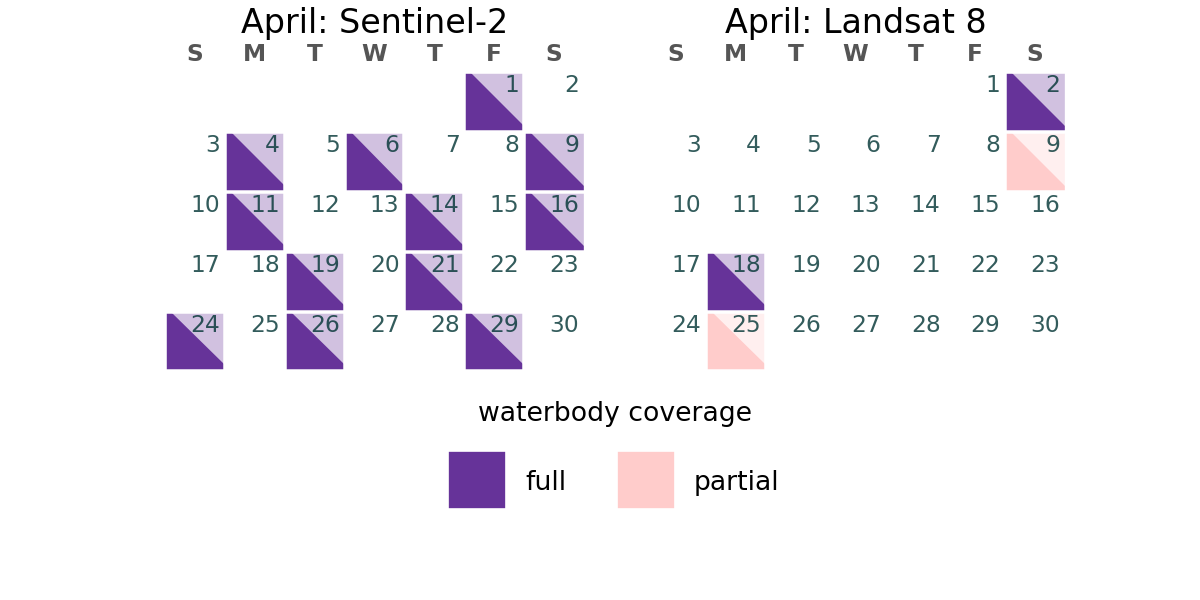 April: Sentinel-2
S M T W T F S
1 2
3 4 5 6 7 8 9
10 11 12 13 14 15 16
17 18 19 20 21 22 23
24 25 26 27 28 29 30
April: Landsat 8
S M T W T F S
1 2
3 4 5 6 7 8 9
10 11 12 13 14 15 16
17 18 19 20 21 22 23
24 25 26 27 28 29 30
waterbody coverage
full partial